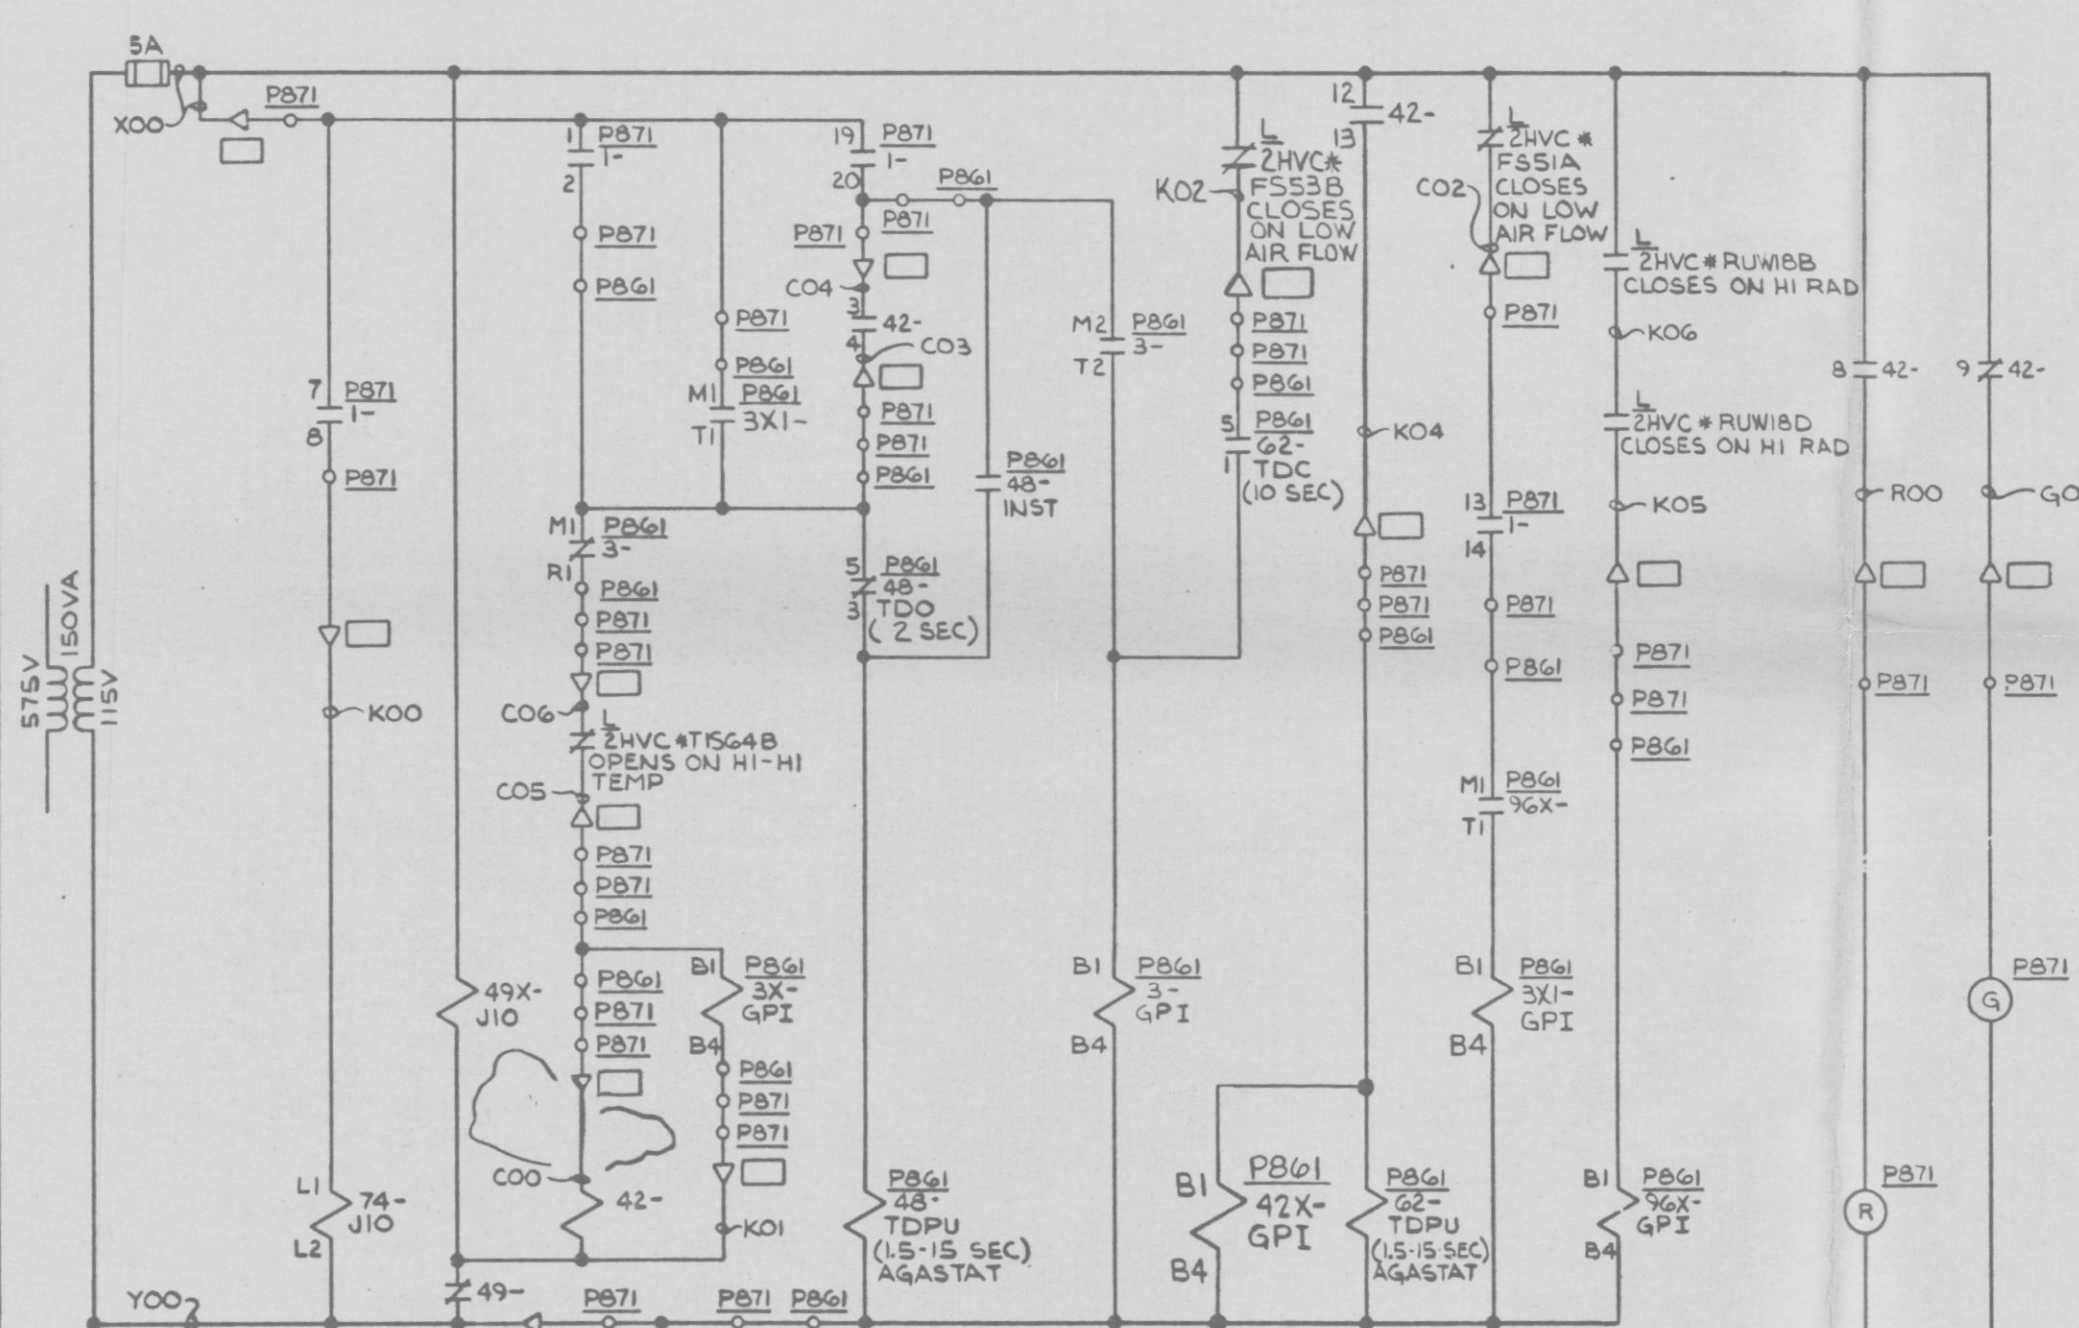 5A
X00
P871
575V
150VA
115V
7
P871
1-
8
P871
K00
L1
74-
J10
L2
Y00
49X-
J10
49-
1
P871
1-
2
P871
P861
M1
P861
3-
R1
P861
P871
P871
C06
L
2HVC*TIS64B
OPENS ON HI-HI
TEMP
C05
P871
P871
P861
P861
P871
P871
C00
42-
P871
P861
M1
P861
3X1-
T1
B1
P861
3X-
GPI
B4
P861
P871
P871
K01
P871
P871
P861
19
P871
1-
20
P871
P861
P871
C04
3
42-
4
C03
P871
P871
P861
5
P861
48-
3
TDO
(2 SEC)
P861
48-
INST
P861
48-
TDPU
(1.5-15 SEC)
AGASTAT
M2
P861
3-
T2
B1
P861
3-
GPI
B4
L
2HVC*
FS53B
CLOSES
ON LOW
AIR FLOW
K02
P871
P871
P861
5
P861
62-
1
TDC
(10 SEC)
12
42-
13
K04
P871
P871
P861
B1
P861
42X-
GPI
B4
P861
62-
TDPU
(1.5-15 SEC)
AGASTAT
L
2HVC*
FS51A
CLOSES
ON LOW
AIR FLOW
C02
P871
13
P871
1-
14
P871
P861
M1
P861
96X-
T1
B1
P861
3X1-
GPI
B4
L
2HVC*RUW18B
CLOSES ON HI RAD
K06
L
2HVC*RUW18D
CLOSES ON HI RAD
K05
P871
P871
P861
B1
P861
96X-
GPI
B4
8
42-
R00
P871
P871
R
9
42-
G0
P871
P871
G